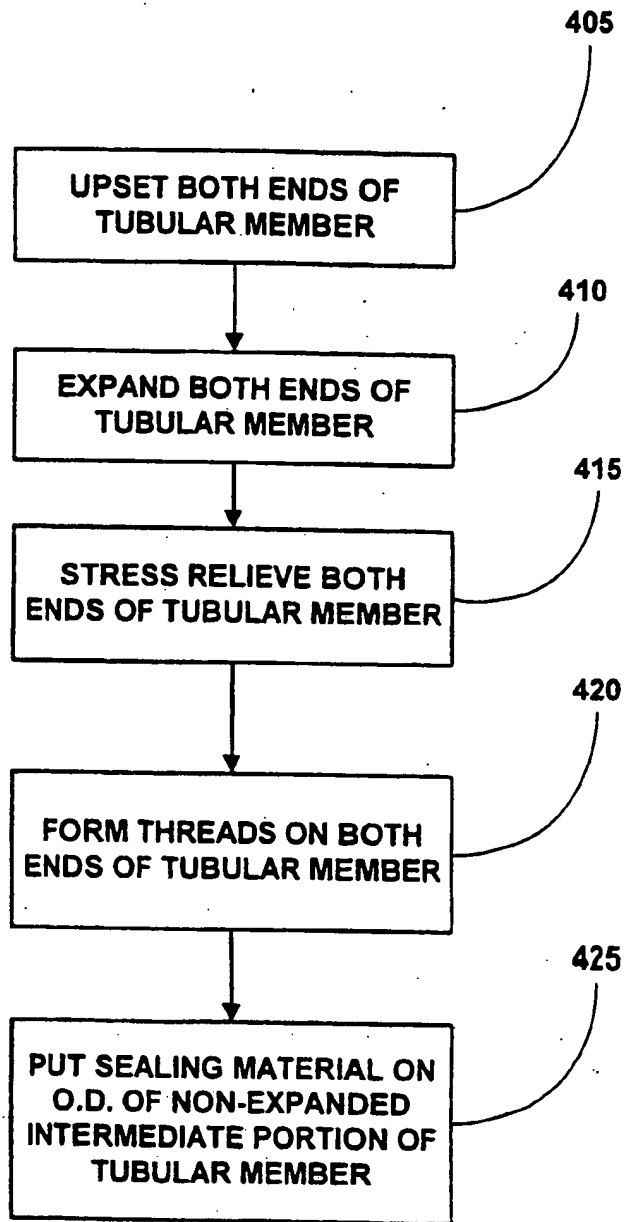 405
UPSET BOTH ENDS OF
TUBULAR MEMBER
410
EXPAND BOTH ENDS OF
TUBULAR MEMBER
415
STRESS RELIEVE BOTH
ENDS OF TUBULAR MEMBER
420
FORM THREADS ON BOTH
ENDS OF TUBULAR MEMBER
425
PUT SEALING MATERIAL ON
O.D. OF NON-EXPANDED
INTERMEDIATE PORTION OF
TUBULAR MEMBER